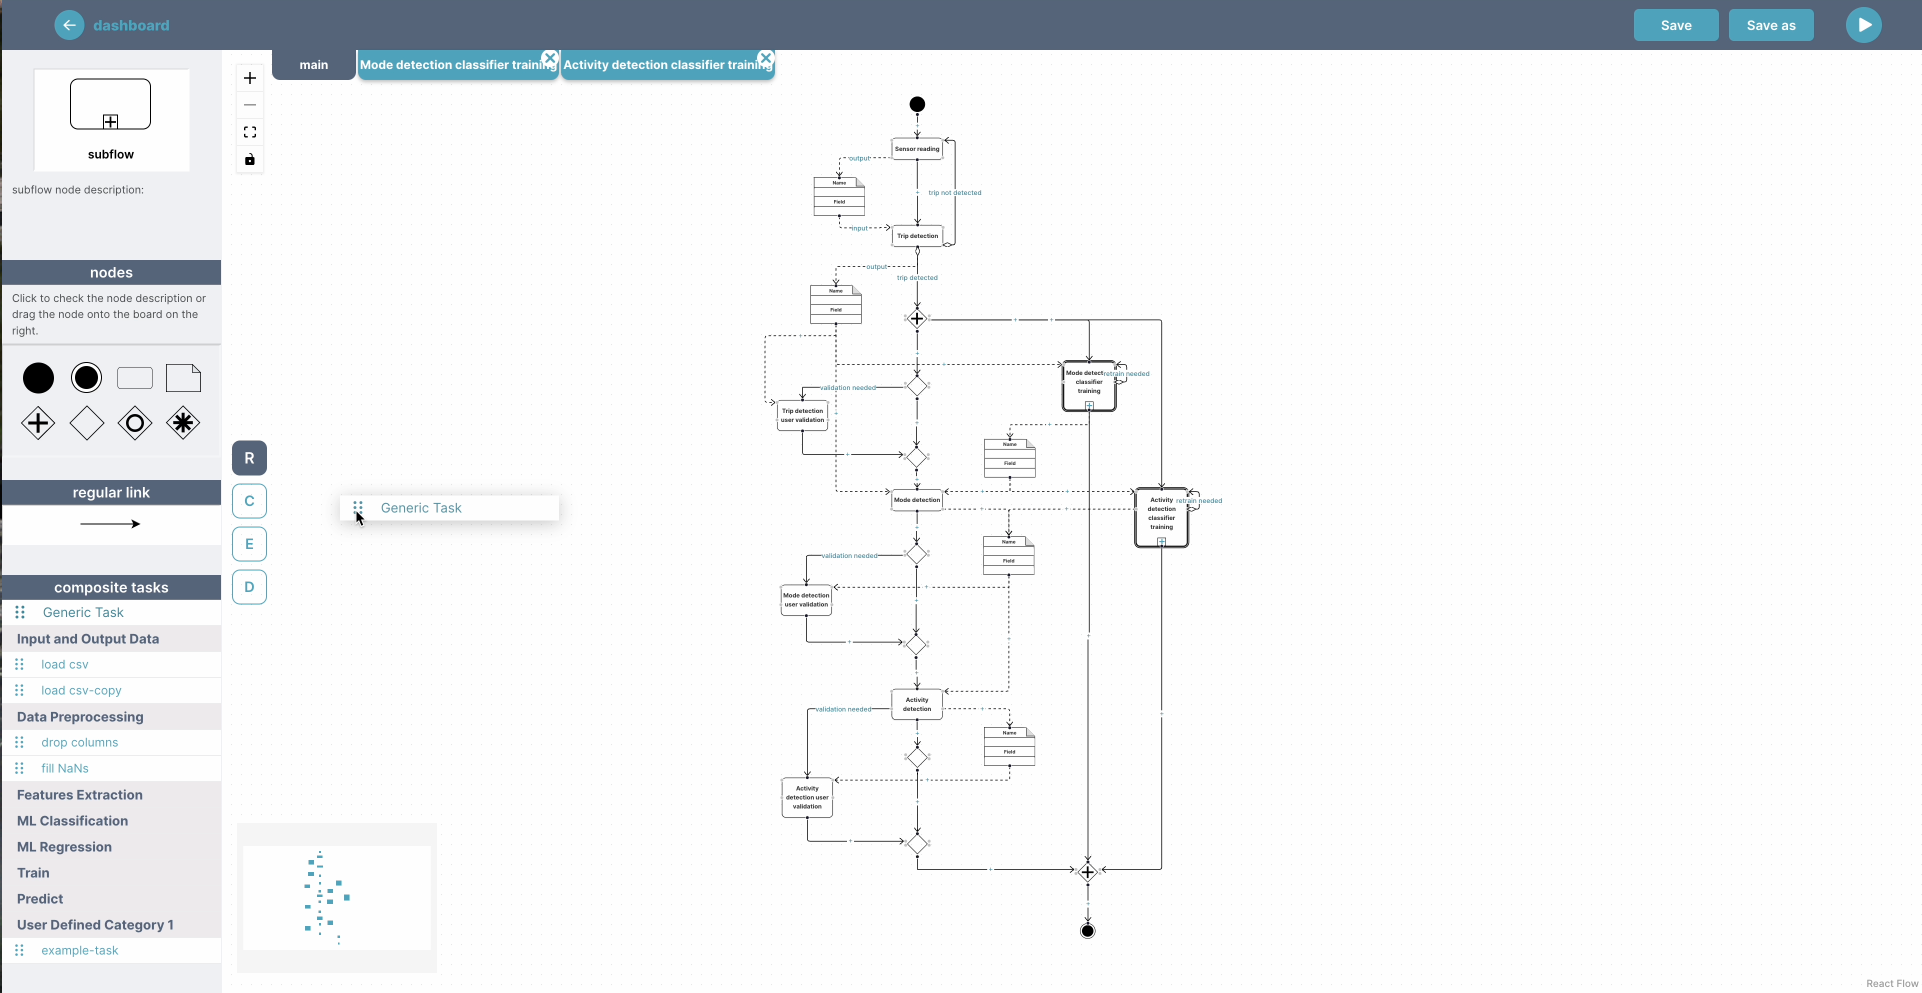 dashboard
Save
Save as
main
Mode detection classifier training
Activity detection classifier training
subflow
subflow node description:
nodes
Click to check the node description or
drag the node onto the board on the
right.
regular link
composite tasks
Generic Task
Input and Output Data
load csv
load csv-copy
Data Preprocessing
drop columns
fill NaNs
Features Extraction
ML Classification
ML Regression
Train
Predict
User Defined Category 1
example-task
R
C
E
D
Generic Task
Sensor reading
output
Name
Field
trip not detected
input
Trip detection
output
trip detected
Name
Field
Mode detect
classifier
training
retrain needed
validation needed
Trip detection
user validation
Name
Field
Mode detection
Activity
detection
classifier
training
retrain needed
Name
Field
validation needed
Mode detection
user validation
Activity
detection
validation needed
Name
Field
Activity
detection user
validation
React Flow